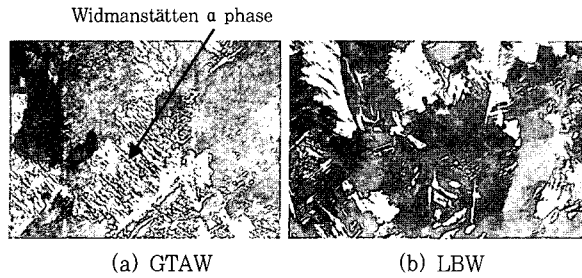 Widmanstätten α phase
(a) GTAW
(b) LBW